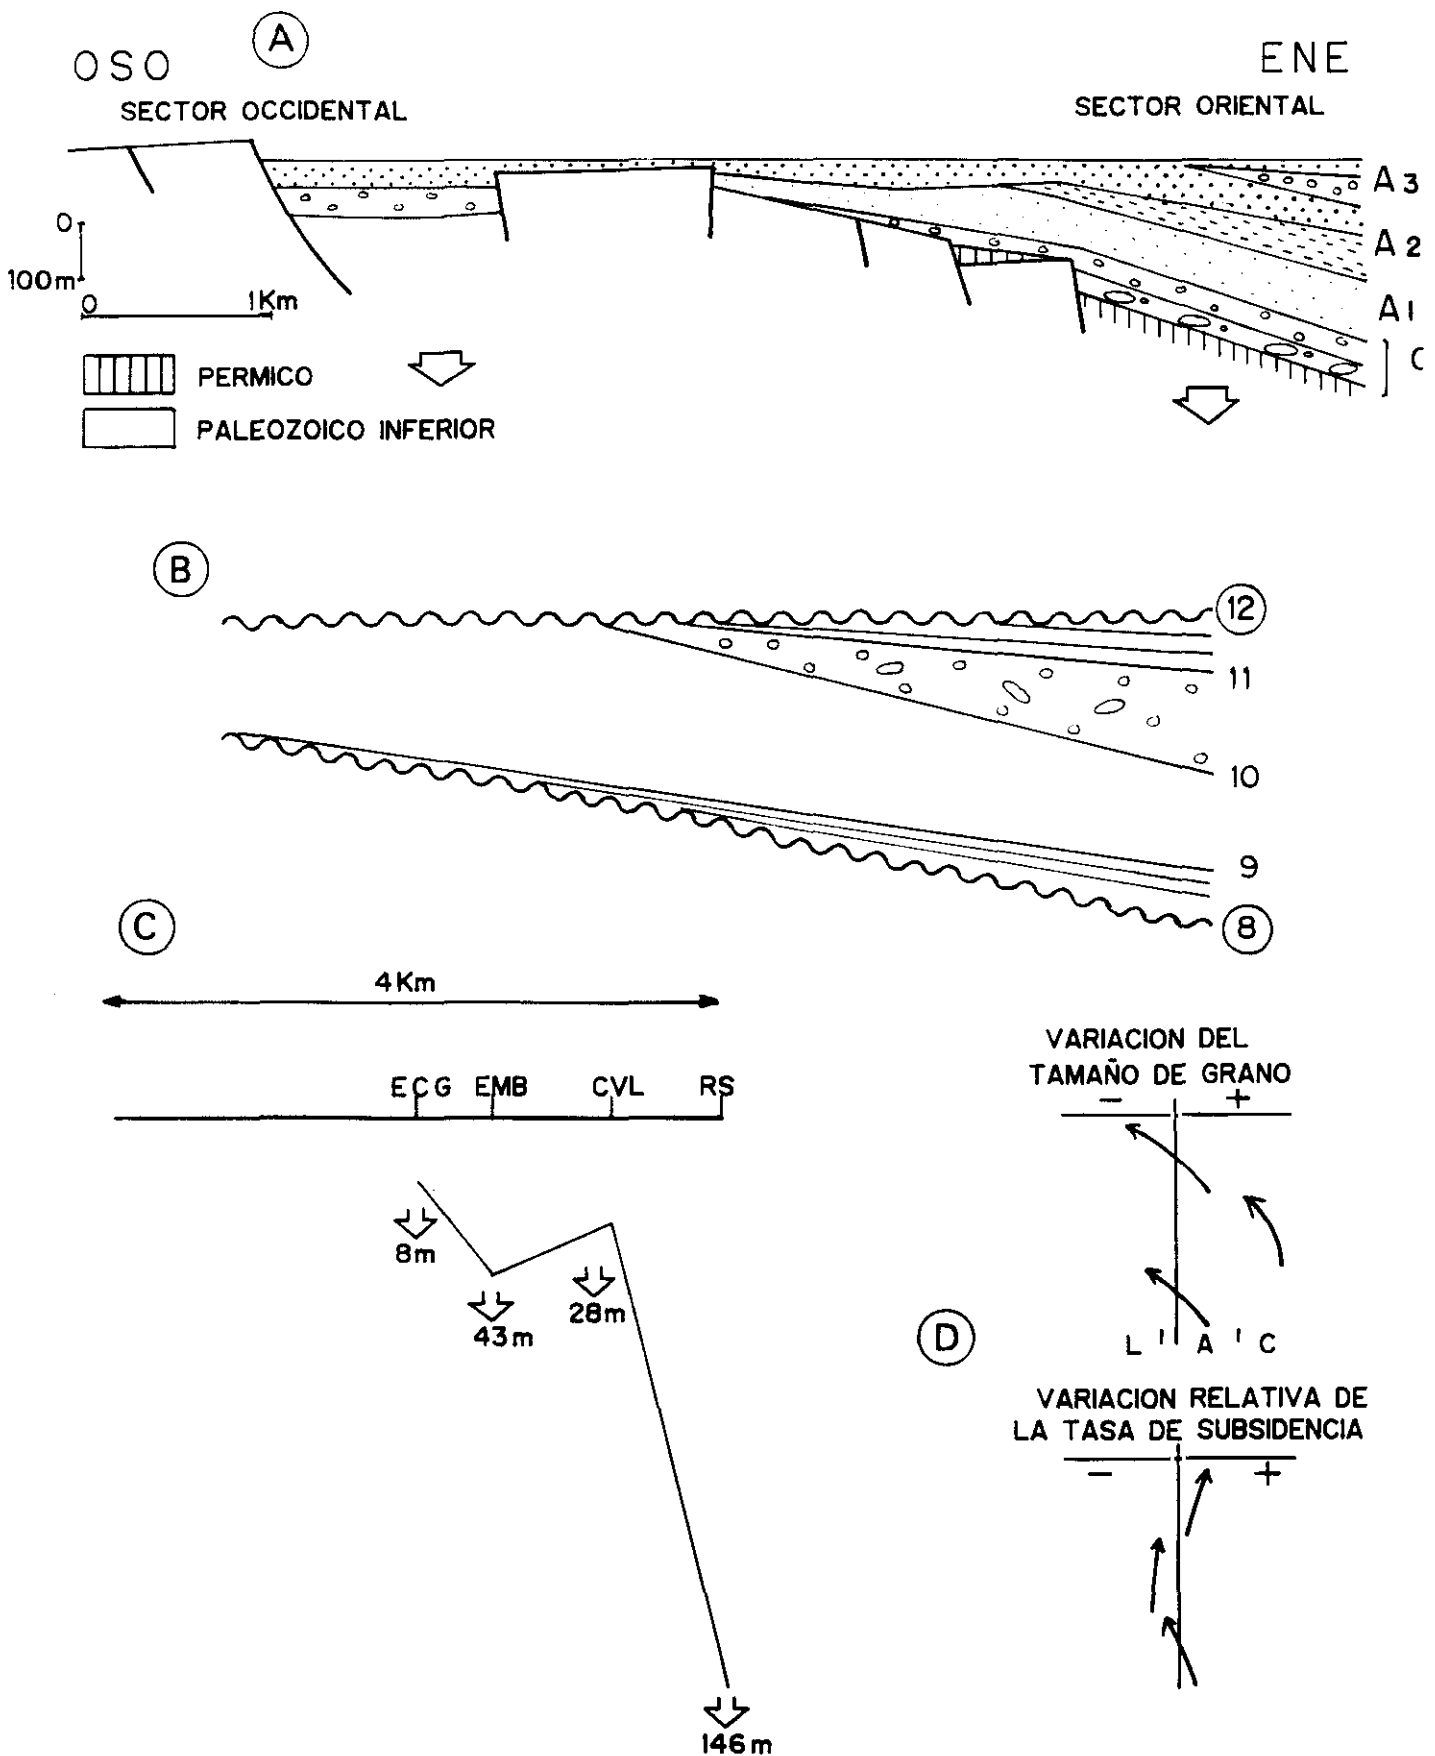 A
OSO
ENE
SECTOR OCCIDENTAL
SECTOR ORIENTAL
A3
0
A2
100m
0
1Km
A1
C
PERMICO
PALEOZOICO INFERIOR
B
12
11
10
9
8
C
4Km
VARIACION DEL
TAMAÑO DE GRANO
- +
ECG EMB CVL RS
8m
28m
43m
D
L A C
VARIACION RELATIVA DE
LA TASA DE SUBSIDENCIA
- +
146m